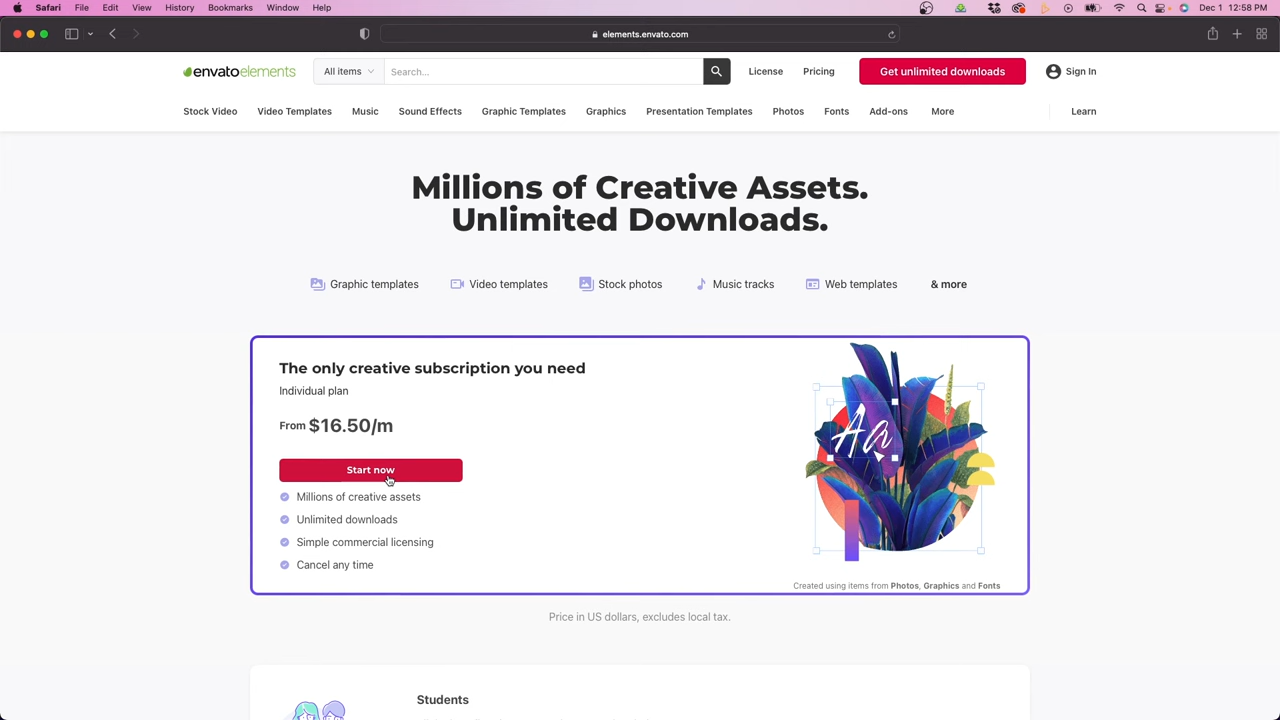 Safari File Edit View History Bookmarks Window Help
Dec 1 12:58 PM
elements.envato.com
envatoelements
All items
Search...
License
Pricing
Get unlimited downloads
Sign In
Stock Video
Video Templates
Music
Sound Effects
Graphic Templates
Graphics
Presentation Templates
Photos
Fonts
Add-ons
More
Learn
Millions of Creative Assets.
Unlimited Downloads.
Graphic templates
Video templates
Stock photos
Music tracks
Web templates
& more
The only creative subscription you need
Individual plan
From $16.50/m
Start now
Millions of creative assets
Unlimited downloads
Simple commercial licensing
Cancel any time
Aa
Created using items from Photos, Graphics and Fonts
Price in US dollars, excludes local tax.
Students